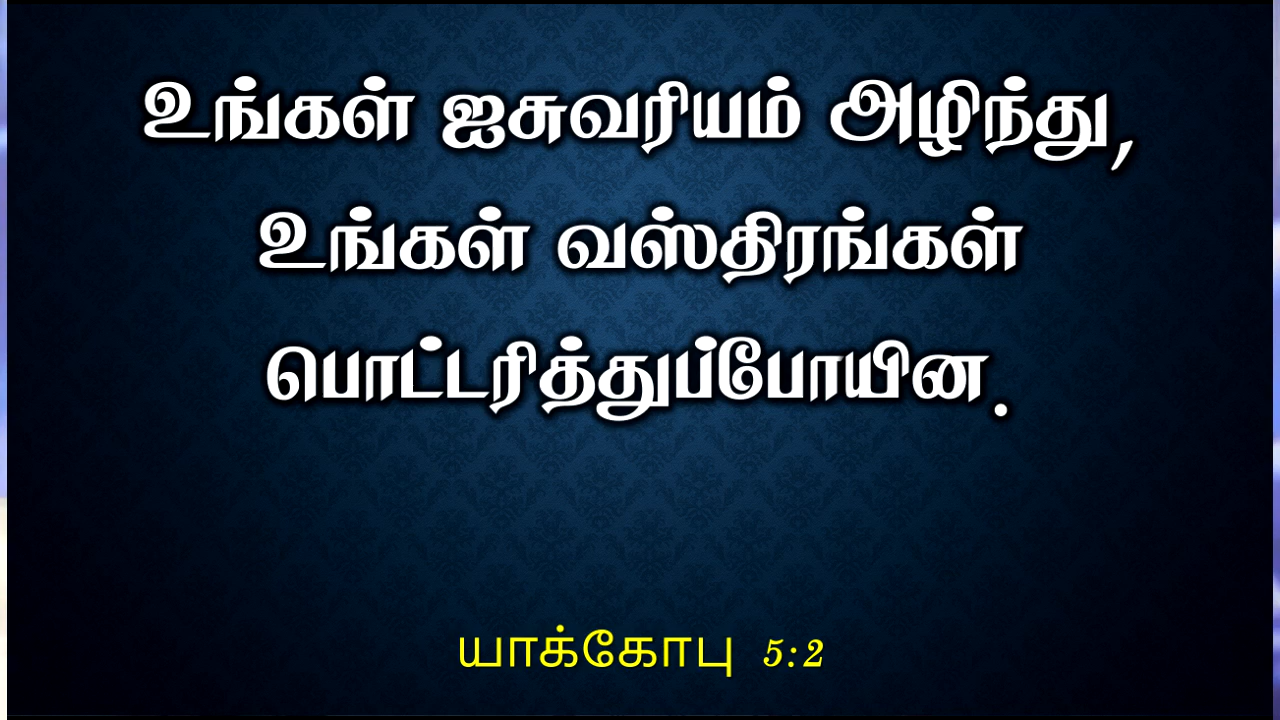 உங்கள் ஐசுவரியம் அழிந்து,
உங்கள் வஸ்திரங்கள்
பொட்டரித்துப்போயின.
யாக்கோபு 5:2